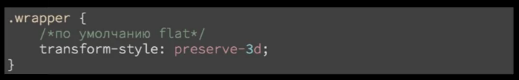 .wrapper {
    /*по умолчанию flat*/
    transform-style: preserve-3d;
}